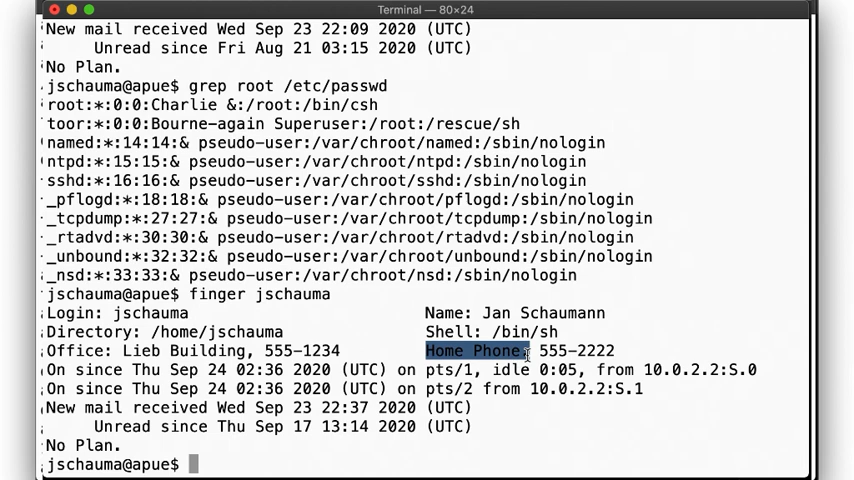 Terminal — 80×24
New mail received Wed Sep 23 22:09 2020 (UTC)
     Unread since Fri Aug 21 03:15 2020 (UTC)
No Plan.
jschauma@apue$ grep root /etc/passwd
root:*:0:0:Charlie &:/root:/bin/csh
toor:*:0:0:Bourne-again Superuser:/root:/rescue/sh
named:*:14:14:& pseudo-user:/var/chroot/named:/sbin/nologin
ntpd:*:15:15:& pseudo-user:/var/chroot/ntpd:/sbin/nologin
sshd:*:16:16:& pseudo-user:/var/chroot/sshd:/sbin/nologin
_pflogd:*:18:18:& pseudo-user:/var/chroot/pflogd:/sbin/nologin
_tcpdump:*:27:27:& pseudo-user:/var/chroot/tcpdump:/sbin/nologin
_rtadvd:*:30:30:& pseudo-user:/var/chroot/rtadvd:/sbin/nologin
_unbound:*:32:32:& pseudo-user:/var/chroot/unbound:/sbin/nologin
_nsd:*:33:33:& pseudo-user:/var/chroot/nsd:/sbin/nologin
jschauma@apue$ finger jschauma
Login: jschauma                         Name: Jan Schaumann
Directory: /home/jschauma               Shell: /bin/sh
Office: Lieb Building, 555-1234         Home Phone: 555-2222
On since Thu Sep 24 02:36 2020 (UTC) on pts/1, idle 0:05, from 10.0.2.2:S.0
On since Thu Sep 24 02:36 2020 (UTC) on pts/2 from 10.0.2.2:S.1
New mail received Wed Sep 23 22:37 2020 (UTC)
     Unread since Thu Sep 17 13:14 2020 (UTC)
No Plan.
jschauma@apue$